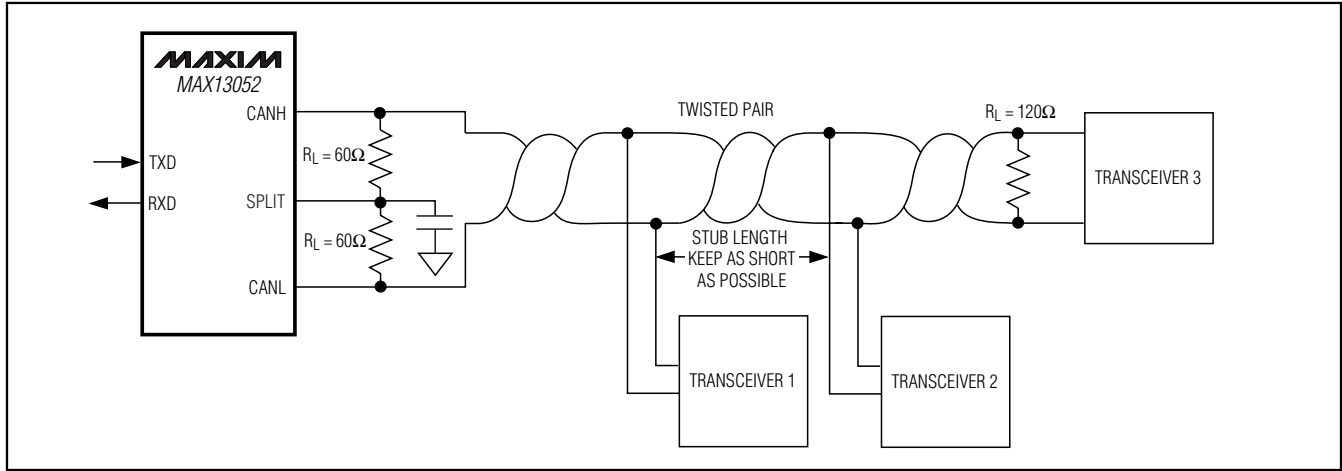 MAXIM
MAX13052
CANH
TXD
RXD
SPLIT
CANL
R_L = 60Ω
R_L = 60Ω
TWISTED PAIR
R_L = 120Ω
STUB LENGTH
KEEP AS SHORT
AS POSSIBLE
TRANSCEIVER 3
TRANSCEIVER 1
TRANSCEIVER 2